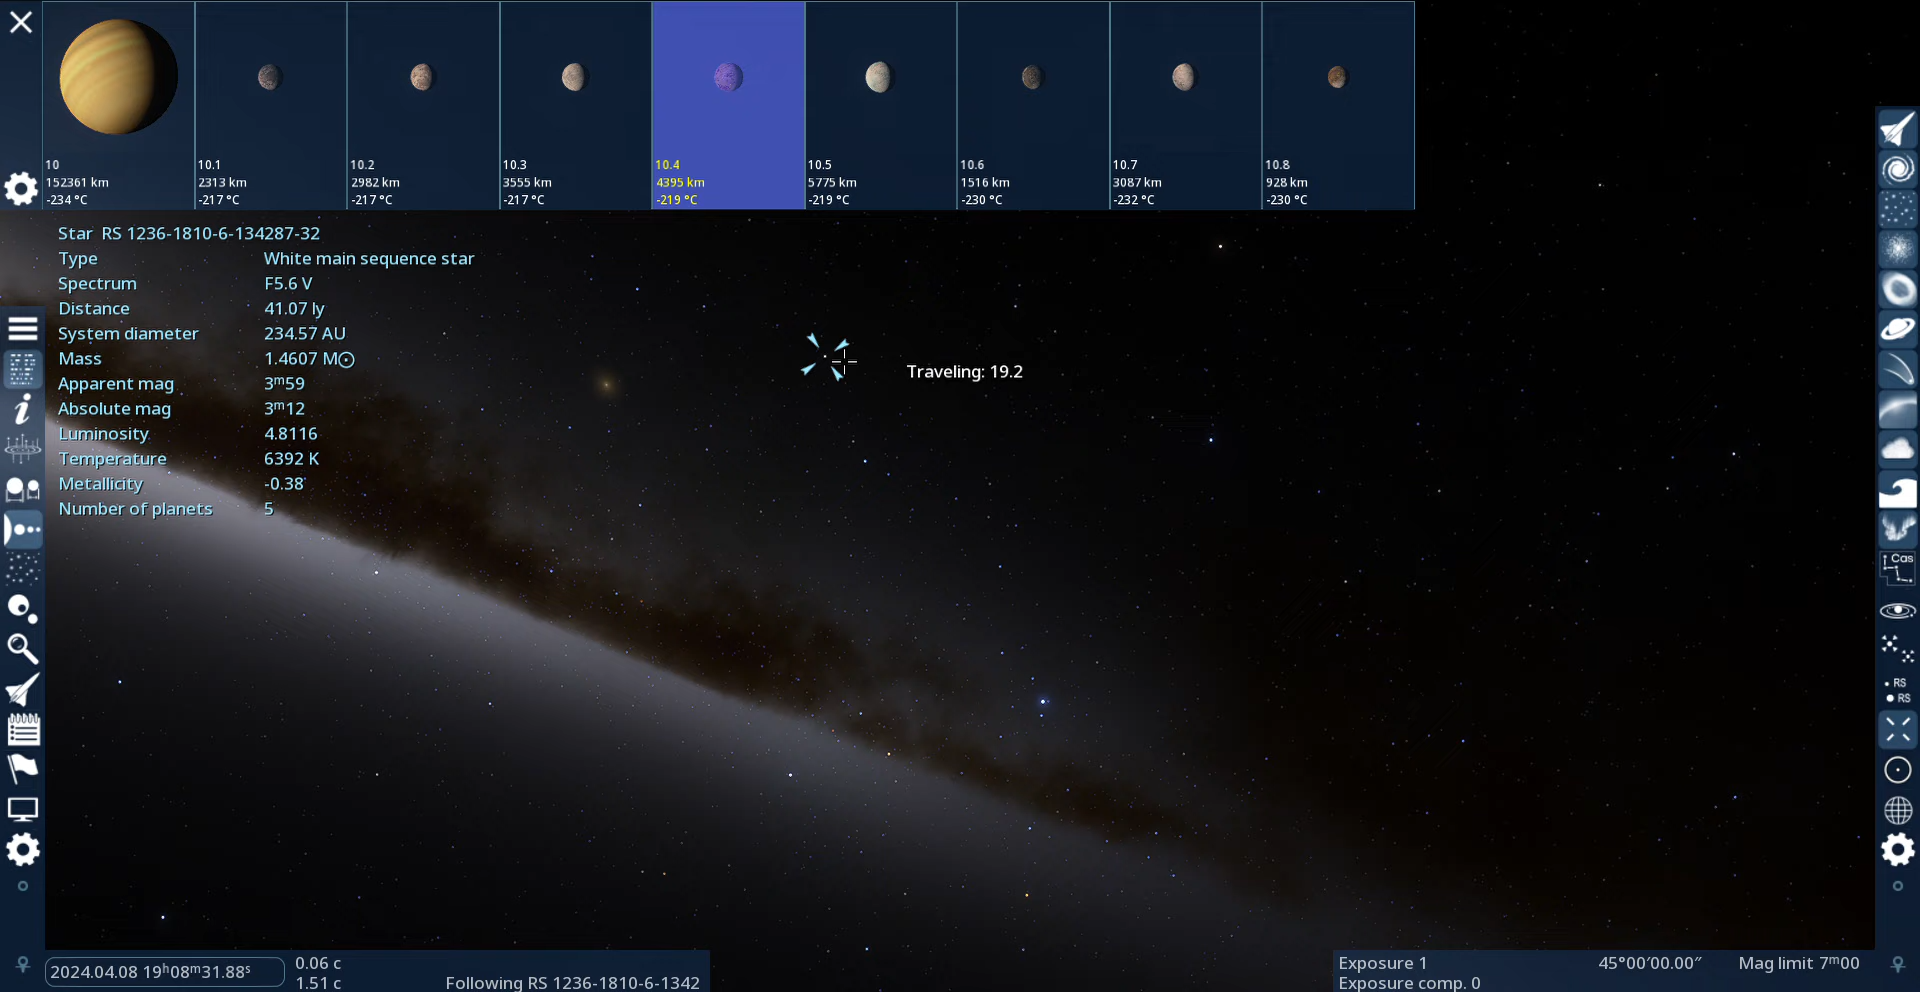 10
152361 km
-234 °C
10.1
2313 km
-217 °C
10.2
2982 km
-217 °C
10.3
3555 km
-217 °C
10.4
4395 km
-219 °C
10.5
5775 km
-219 °C
10.6
1516 km
-230 °C
10.7
3087 km
-232 °C
10.8
928 km
-230 °C
Star RS 1236-1810-6-134287-32
Type White main sequence star
Spectrum F5.6 V
Distance 41.07 ly
System diameter 234.57 AU
Mass 1.4607 M☉
Apparent mag 3ᵐ59
Absolute mag 3ᵐ12
Luminosity 4.8116
Temperature 6392 K
Metallicity -0.38
Number of planets 5
Traveling: 19.2
Cas
RS
RS
2024.04.08 19ʰ08ᵐ31.88ˢ
0.06 c
1.51 c
Following RS 1236-1810-6-1342
Exposure 1
Exposure comp. 0
45°00′00.00″
Mag limit 7ᵐ00